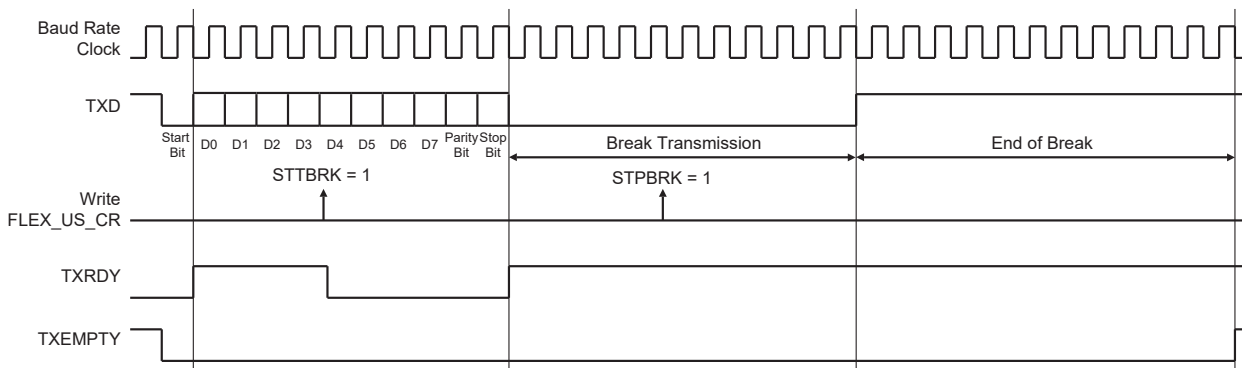 Baud Rate
Clock
TXD
Start
Bit
D0 D1 D2 D3 D4 D5 D6 D7
Parity
Bit
Stop
Bit
Break Transmission
End of Break
STTBRK = 1
STPBRK = 1
Write
FLEX_US_CR
TXRDY
TXEMPTY